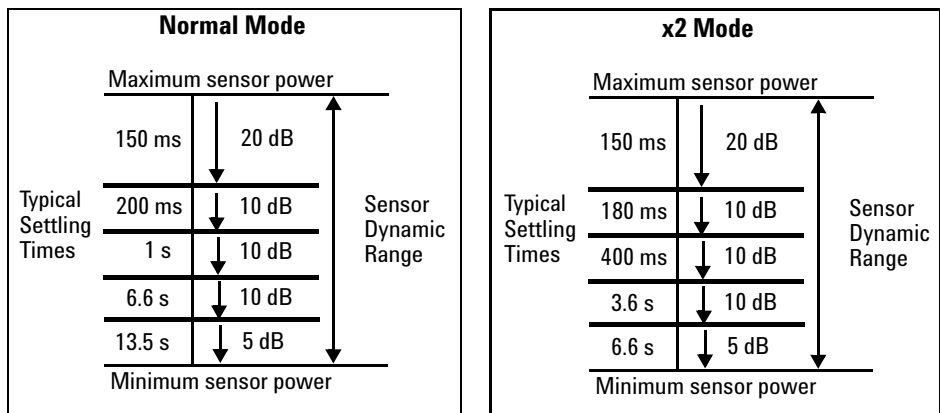 Normal Mode
Maximum sensor power
150 ms 20 dB
200 ms 10 dB
1 s 10 dB
6.6 s 10 dB
13.5 s 5 dB
Typical
Settling
Times
Sensor
Dynamic
Range
Minimum sensor power
x2 Mode
Maximum sensor power
150 ms 20 dB
180 ms 10 dB
400 ms 10 dB
3.6 s 10 dB
6.6 s 5 dB
Typical
Settling
Times
Sensor
Dynamic
Range
Minimum sensor power